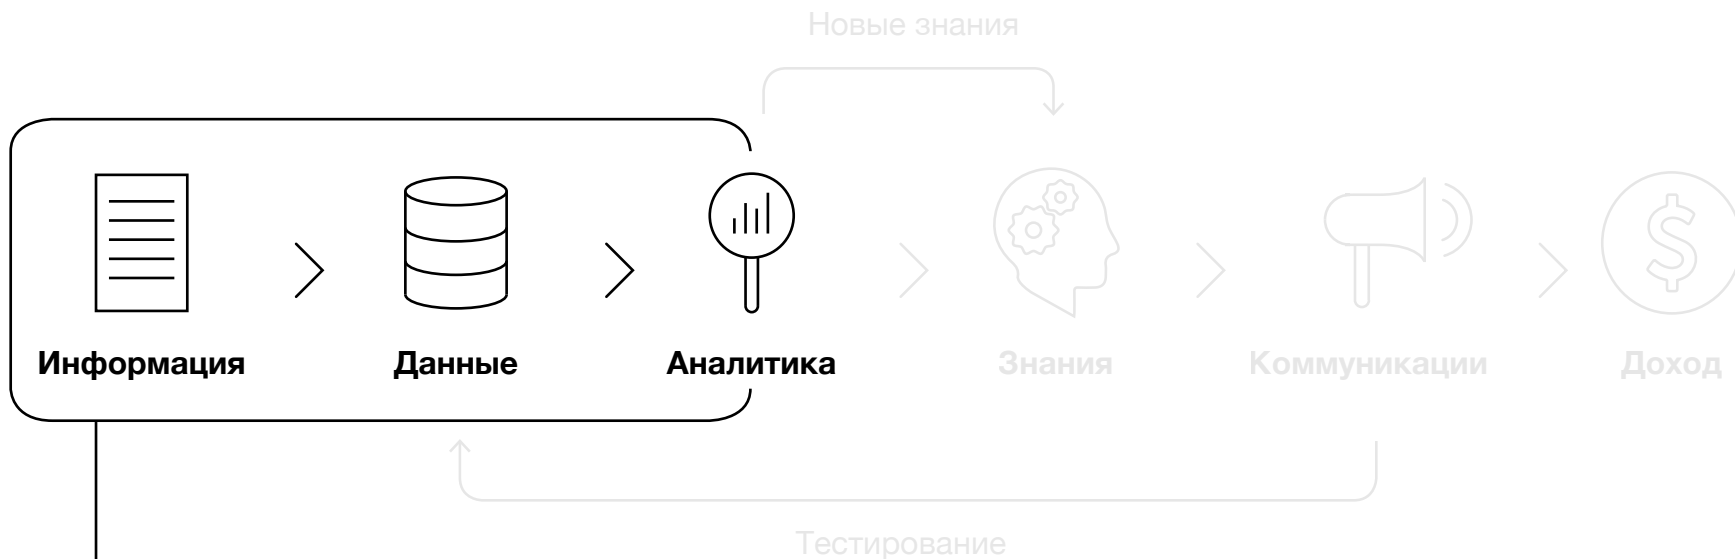 Новые знания
Информация
Данные
Аналитика
Знания
Коммуникации
Доход
Тестирование